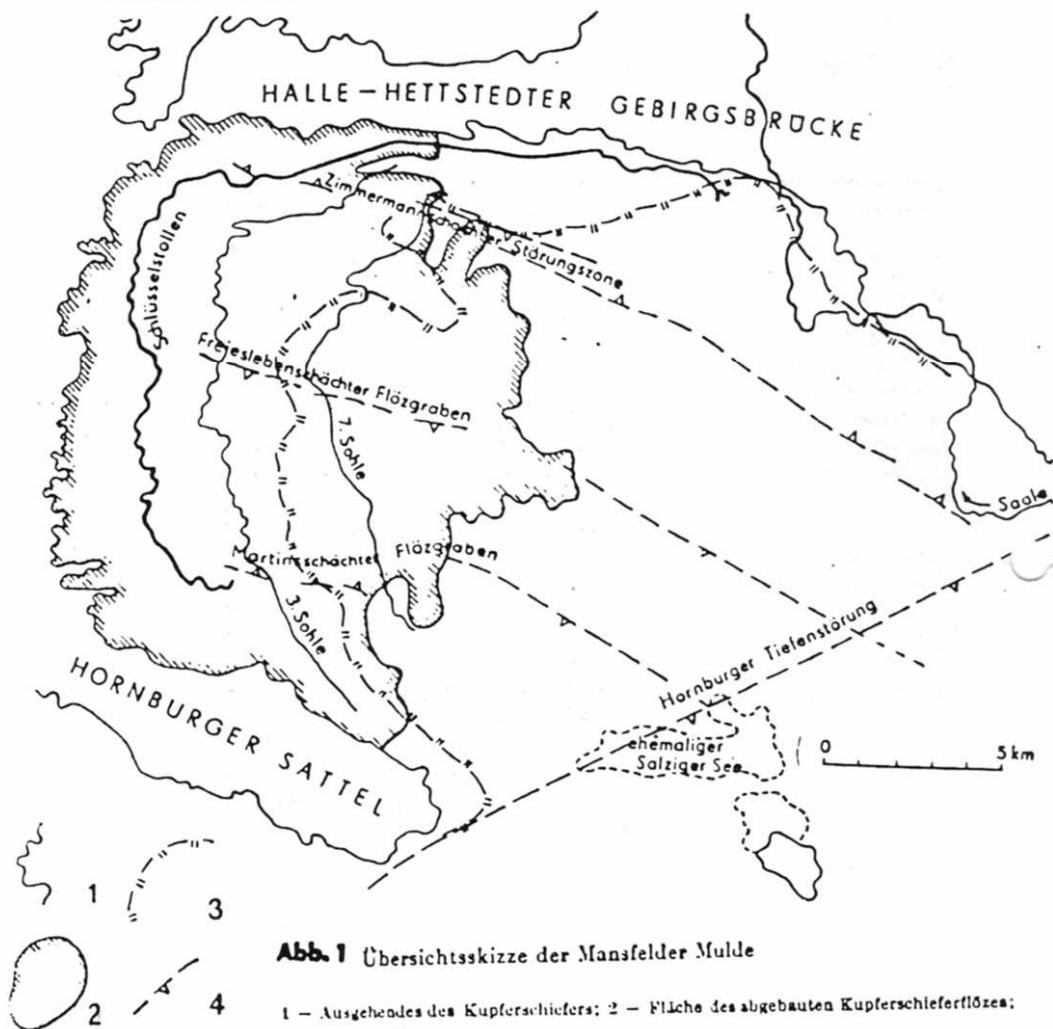 HALLE – HETTSTEDTER GEBIRGSBRÜCKE
Zimmermannschächter Störungszone
Schlüsselstollen
Freieslebenschächter Flözgraben
7. Sohle
Saale
Martinsschächter Flözgraben
3. Sohle
Hornburger Tiefenstörung
HORNBURGER SATTEL
ehemaliger
Salziger See
0 5 km
1 3
2 4
Abb. 1 Übersichtsskizze der Mansfelder Mulde
1 – Ausgehendes des Kupferschiefers; 2 – Fläche des abgebauten Kupferschieferflözes;